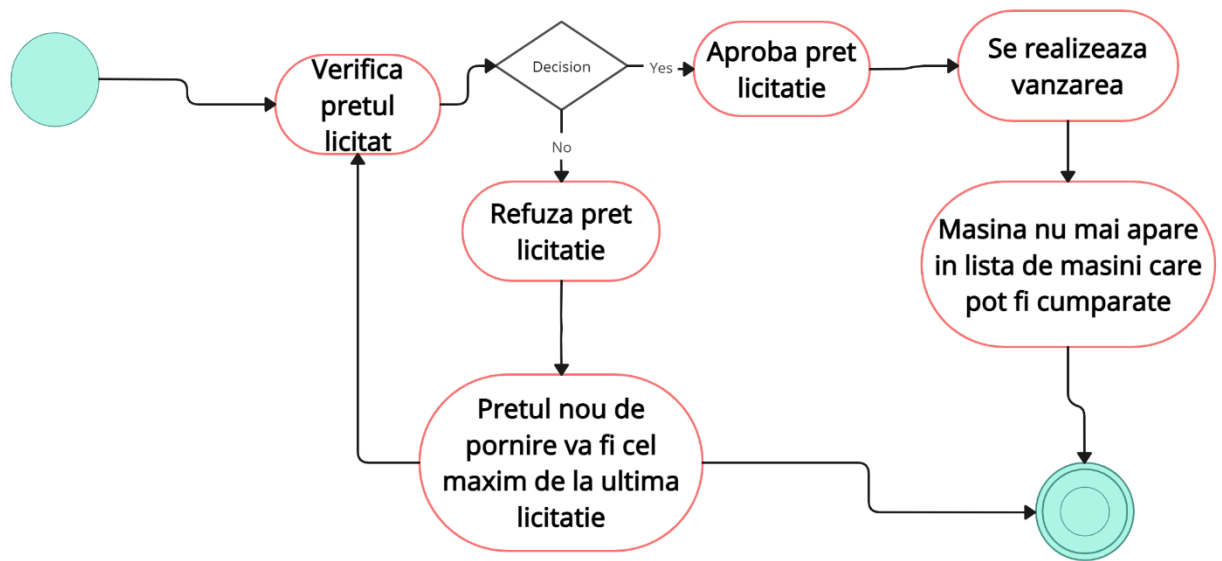 Verifica
pretul
licitat
Decision
Yes
Aproba pret
licitatie
Se realizeaza
vanzarea
No
Refuza pret
licitatie
Masina nu mai apare
in lista de masini care
pot fi cumparate
Pretul nou de
pornire va fi cel
maxim de la ultima
licitatie